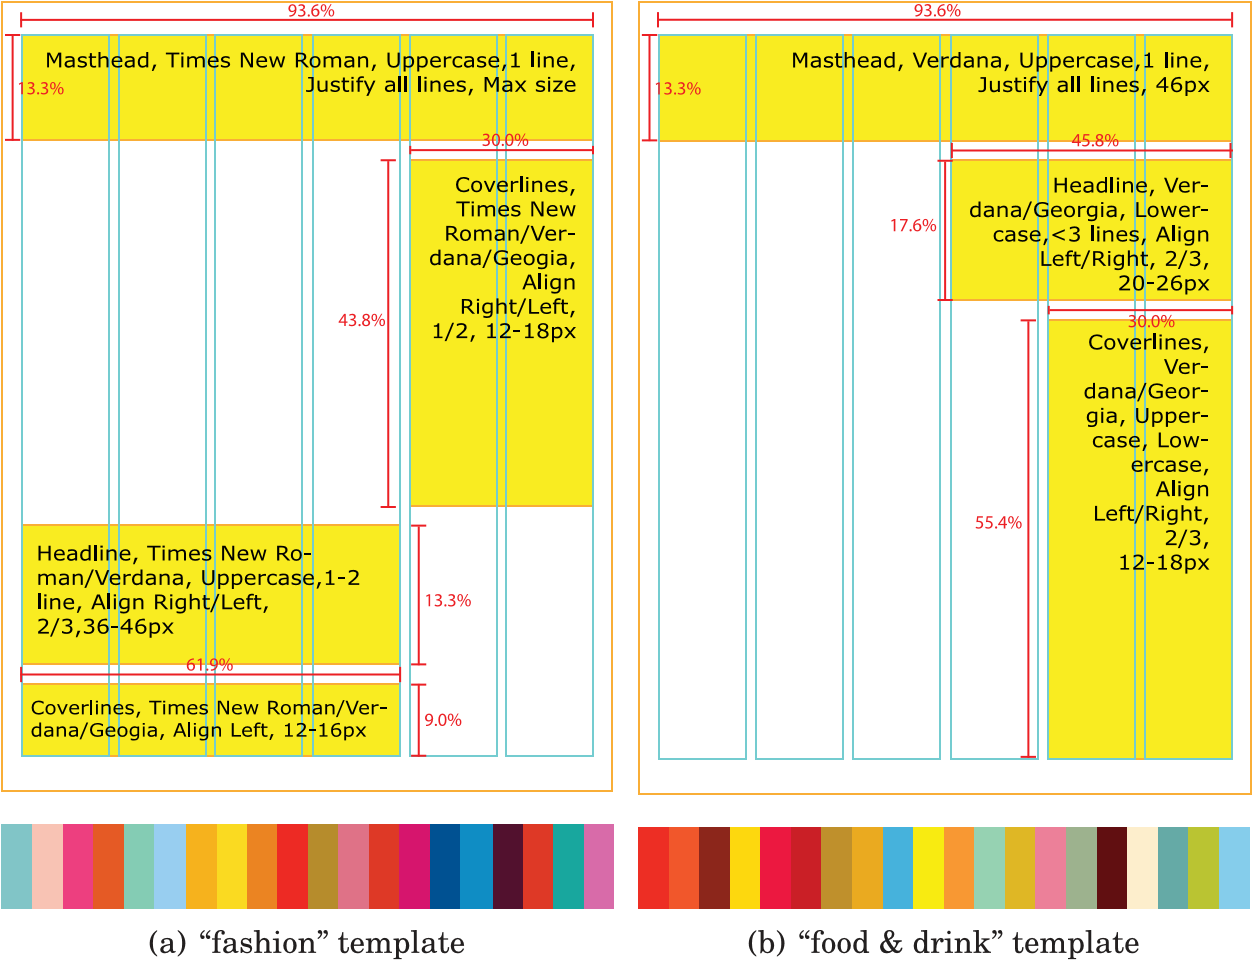 93.6%
Masthead, Times New Roman, Uppercase,1 line,
Justify all lines, Max size
13.3%
30.0%
Coverlines,
Times New
Roman/Ver-
dana/Geogia,
Align
Right/Left,
1/2, 12-18px
43.8%
Headline, Times New Ro-
man/Verdana, Uppercase,1-2
line, Align Right/Left,
2/3,36-46px
13.3%
61.9%
Coverlines, Times New Roman/Ver-
dana/Geogia, Align Left, 12-16px
9.0%
(a) “fashion” template
93.6%
Masthead, Verdana, Uppercase,1 line,
Justify all lines, 46px
13.3%
45.8%
Headline, Ver-
dana/Georgia, Lower-
case,<3 lines, Align
Left/Right, 2/3,
20-26px
17.6%
30.0%
Coverlines,
Ver-
dana/Geor-
gia, Upper-
case, Low-
ercase,
Align
Left/Right,
2/3,
12-18px
55.4%
(b) “food & drink” template